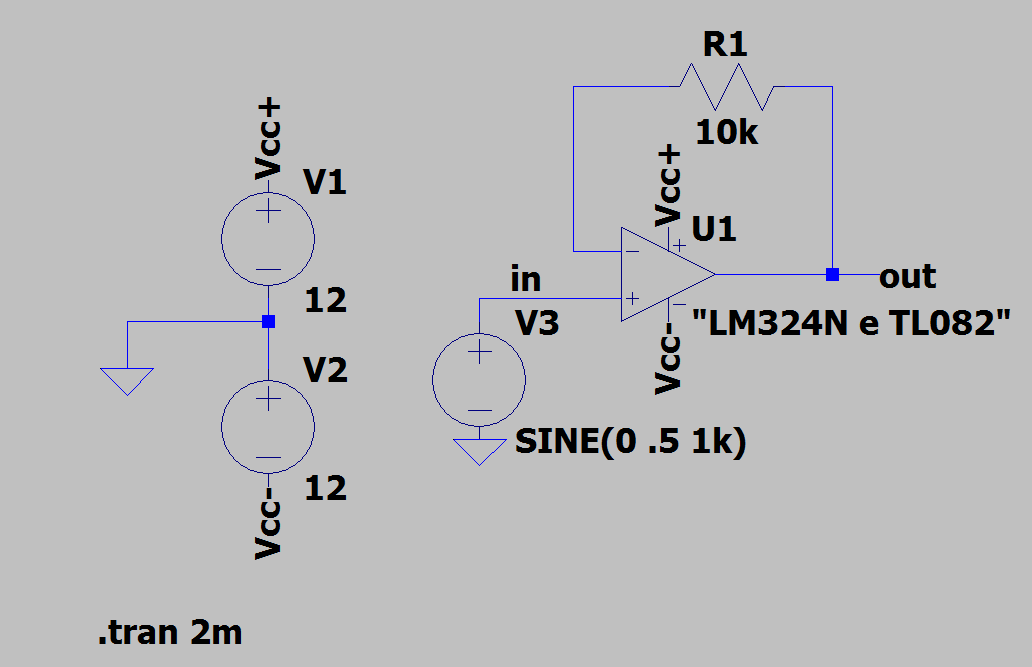 Vcc+
V1
12
V2
12
Vcc-
.tran 2m
R1
10k
Vcc+
U1
in
V3
out
"LM324N e TL082"
Vcc-
SINE(0 .5 1k)